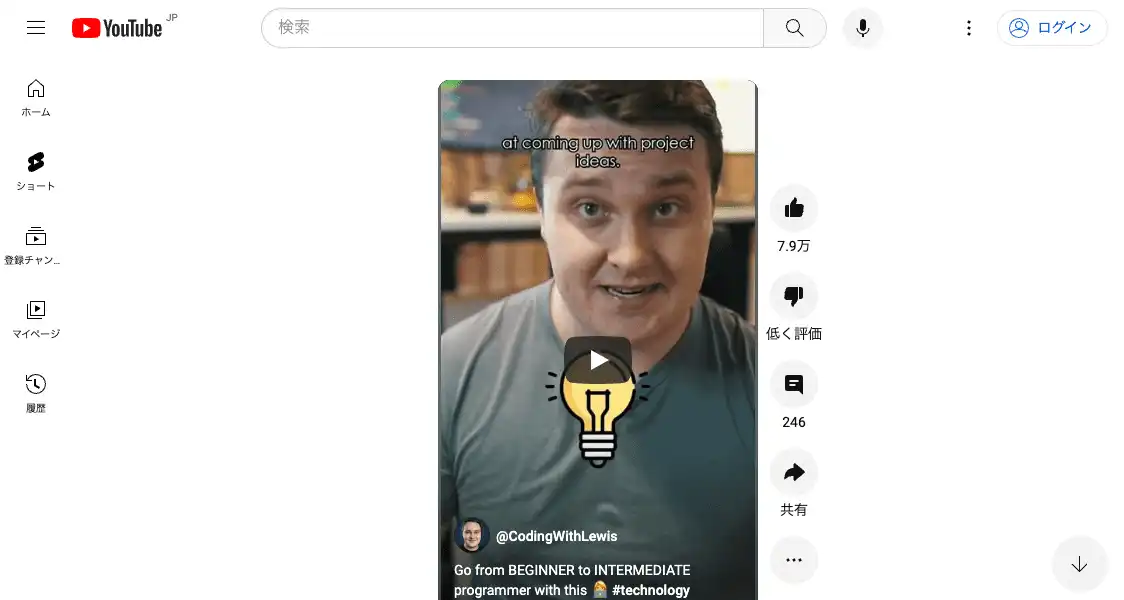 YouTube JP
検索
ログイン
ホーム
ショート
登録チャン...
マイページ
履歴
at coming up with project
ideas.
7.9万
低く評価
246
共有
@CodingWithLewis
Go from BEGINNER to INTERMEDIATE
programmer with this 👨‍💻 #technology